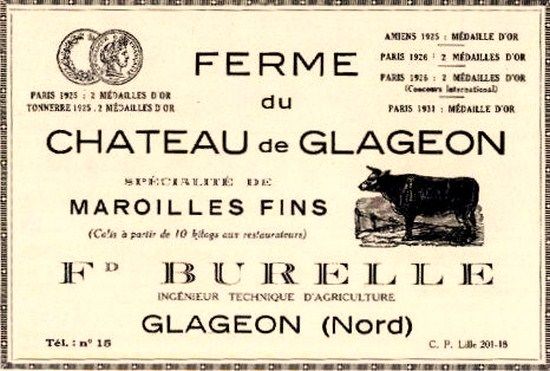 AMIENS 1925 : MÉDAILLE D'OR
PARIS 1926 : 2 MÉDAILLES D'OR
PARIS 1926 : 2 MÉDAILLES D'OR
(Concours International)
PARIS 1931 : MÉDAILLE D'OR
PARIS 1925 : 2 MÉDAILLES D'OR
TONNERRE 1925 . 2 MÉDAILLES D'OR
FERME
du
CHATEAU de GLAGEON
SPÉCIALITÉ DE
MAROILLES FINS
(Colis à partir de 10 kilogs aux restaurateurs)
Fᴰ BURELLE
INGÉNIEUR TECHNIQUE D'AGRICULTURE
GLAGEON (Nord)
Tél. : nº 15
C. P. Lille 201-18